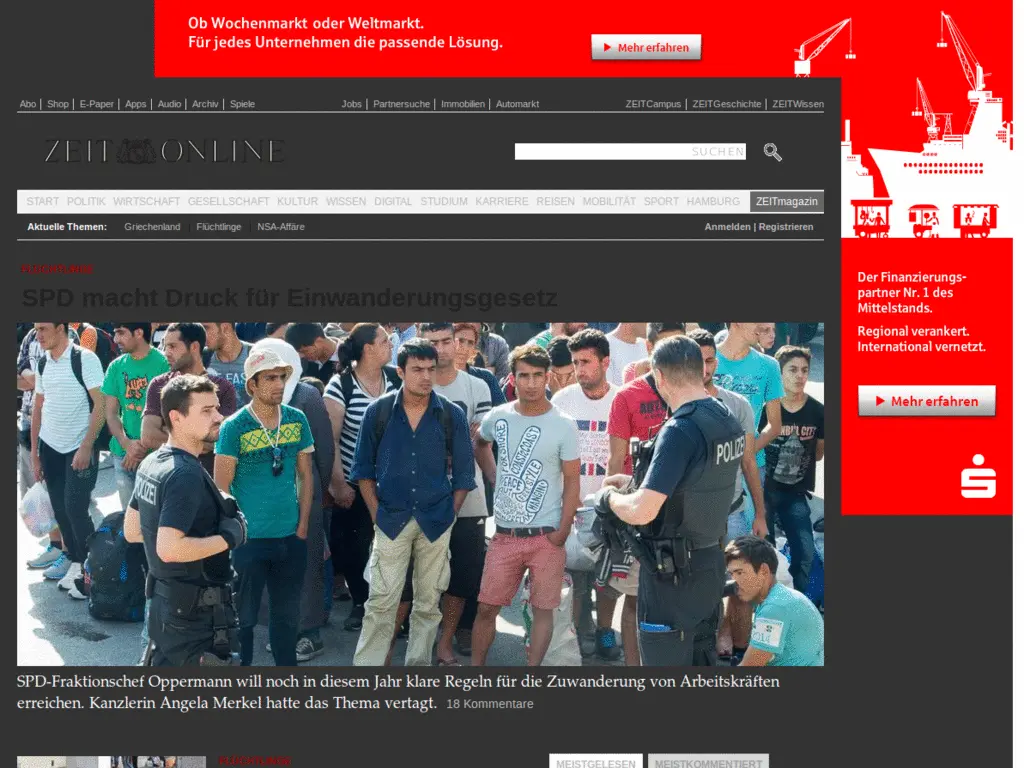 Ob Wochenmarkt oder Weltmarkt.
Für jedes Unternehmen die passende Lösung.
Mehr erfahren
Abo | Shop | E-Paper | Apps | Audio | Archiv | Spiele
Jobs | Partnersuche | Immobilien | Automarkt
ZEITCampus | ZEITGeschichte | ZEITWissen
ZEIT ONLINE
SUCHEN
START POLITIK WIRTSCHAFT GESELLSCHAFT KULTUR WISSEN DIGITAL STUDIUM KARRIERE REISEN MOBILITÄT SPORT HAMBURG ZEITmagazin
Aktuelle Themen: Griechenland Flüchtlinge NSA-Affäre
Anmelden | Registrieren
SPD macht Druck für Einwanderungsgesetz
POLIZEI
POLIZEI
SPD-Fraktionschef Oppermann will noch in diesem Jahr klare Regeln für die Zuwanderung von Arbeitskräften
erreichen. Kanzlerin Angela Merkel hatte das Thema vertagt. 18 Kommentare
MEISTGELESEN MEISTKOMMENTIERT
Der Finanzierungs-
partner Nr. 1 des
Mittelstands.
Regional verankert.
International vernetzt.
Mehr erfahren